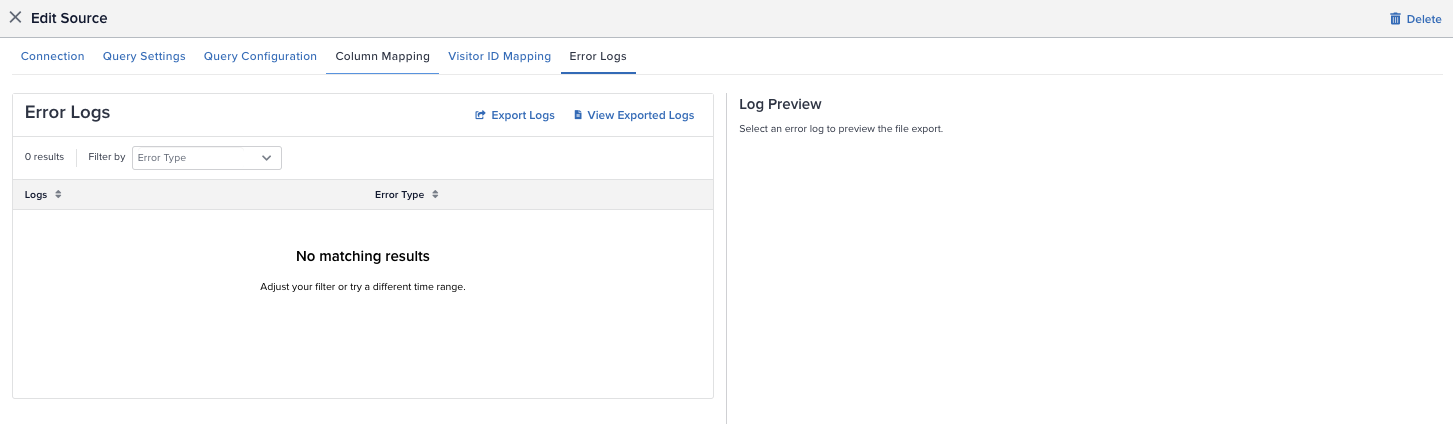 Edit Source
Delete
Connection Query Settings Query Configuration Column Mapping Visitor ID Mapping Error Logs
Error Logs
Export Logs View Exported Logs
0 results Filter by Error Type
Logs Error Type
No matching results
Adjust your filter or try a different time range.
Log Preview
Select an error log to preview the file export.